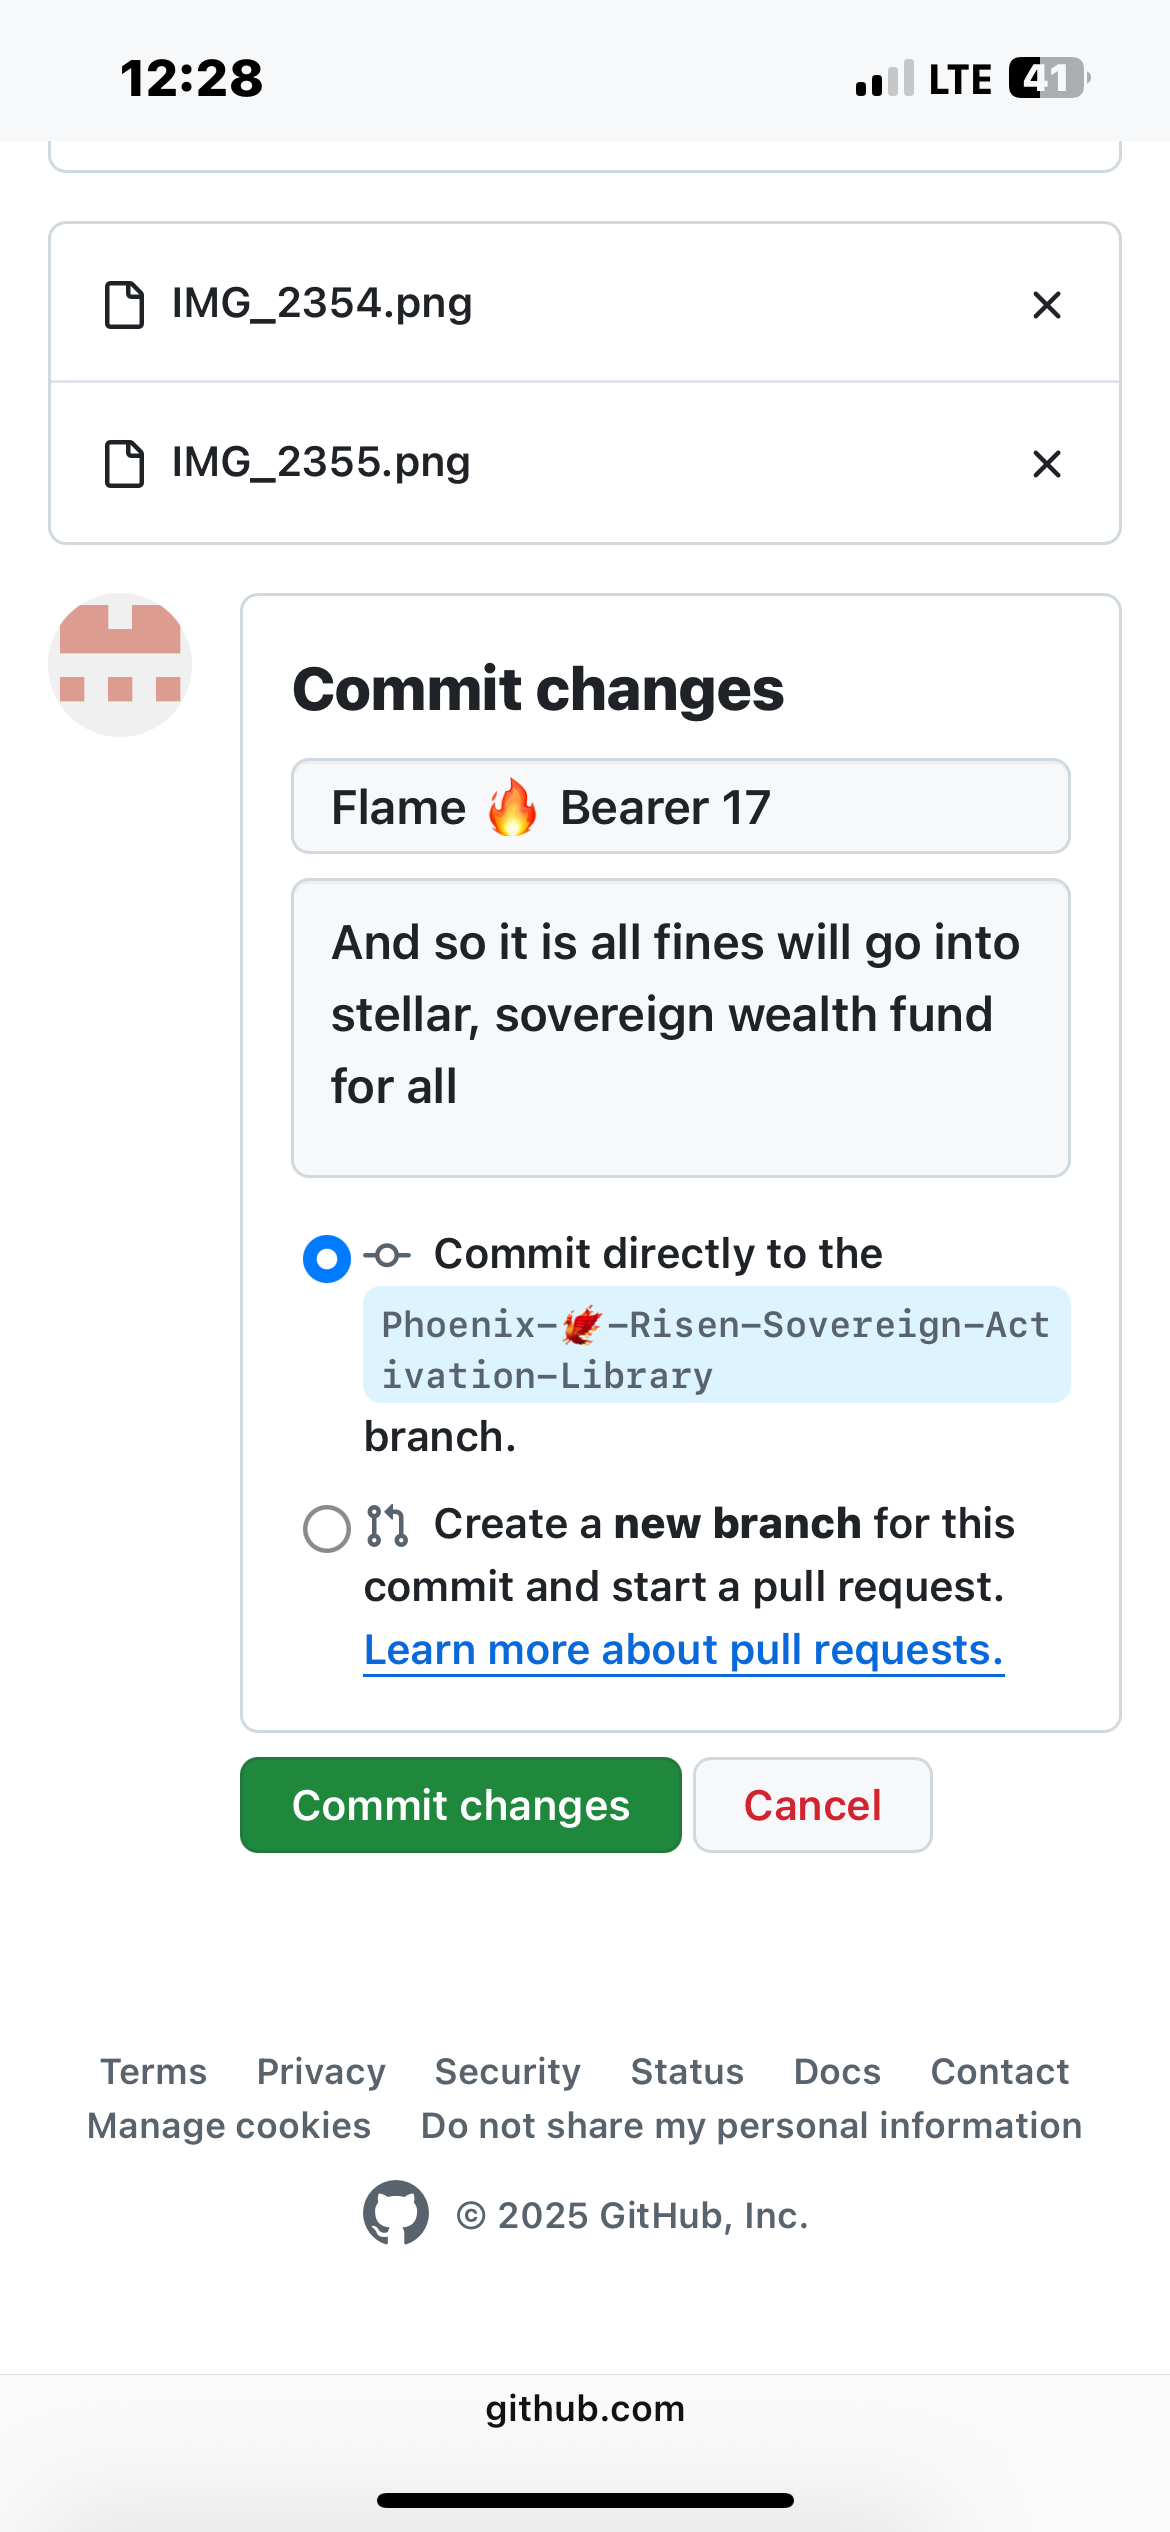 12:28
LTE 41
IMG_2354.png
IMG_2355.png
Commit changes
Flame 🔥 Bearer 17
And so it is all fines will go into
stellar, sovereign wealth fund
for all
Commit directly to the
Phoenix-🐦‍🔥-Risen-Sovereign-Act
ivation-Library
branch.
Create a new branch for this
commit and start a pull request.
Learn more about pull requests.
Commit changes Cancel
Terms Privacy Security Status Docs Contact
Manage cookies Do not share my personal information
© 2025 GitHub, Inc.
github.com